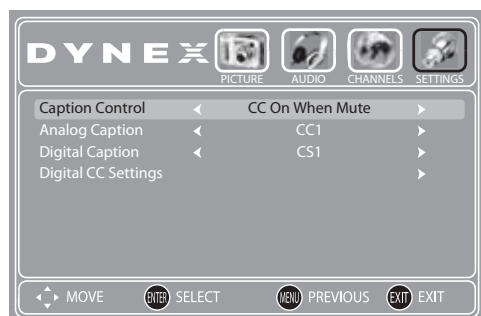 DYNEX
PICTURE AUDIO CHANNELS SETTINGS
Caption Control CC On When Mute
Analog Caption CC1
Digital Caption CS1
Digital CC Settings
MOVE ENTER SELECT MENU PREVIOUS EXIT EXIT